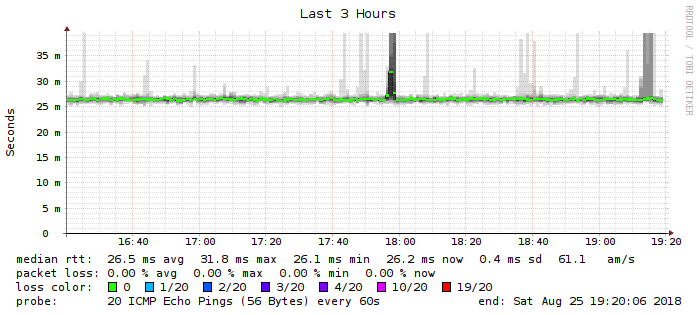 Last 3 Hours
RRDTOOL / TOBI OETIKER
Seconds
35 m
30 m
25 m
20 m
15 m
10 m
5 m
0
16:40 17:00 17:20 17:40 18:00 18:20 18:40 19:00 19:20
median rtt: 26.5 ms avg 31.8 ms max 26.1 ms min 26.2 ms now 0.4 ms sd 61.1 am/s
packet loss: 0.00 % avg 0.00 % max 0.00 % min 0.00 % now
loss color: 0 1/20 2/20 3/20 4/20 10/20 19/20
probe: 20 ICMP Echo Pings (56 Bytes) every 60s end: Sat Aug 25 19:20:06 2018